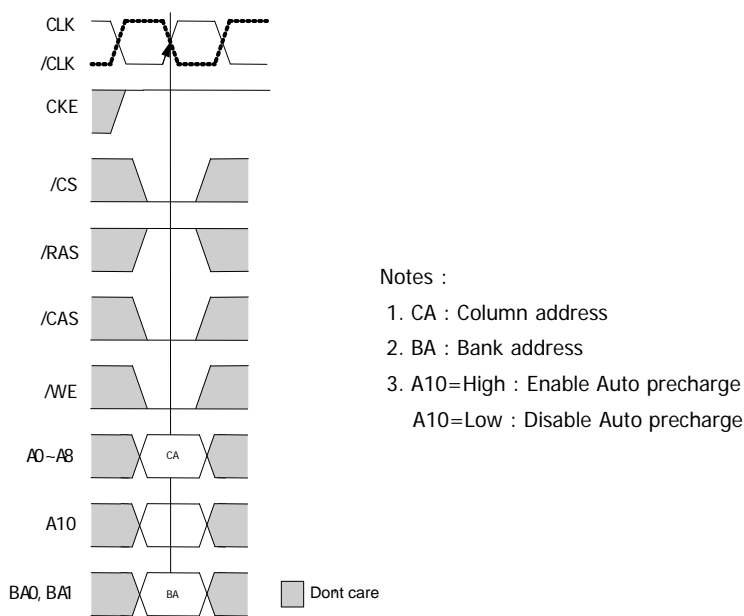 CLK
/CLK
CKE
/CS
/RAS
/CAS
/WE
A0~A8
CA
A10
BA0, BA1
BA
Dont care
Notes :
1. CA : Column address
2. BA : Bank address
3. A10=High : Enable Auto precharge
A10=Low : Disable Auto precharge